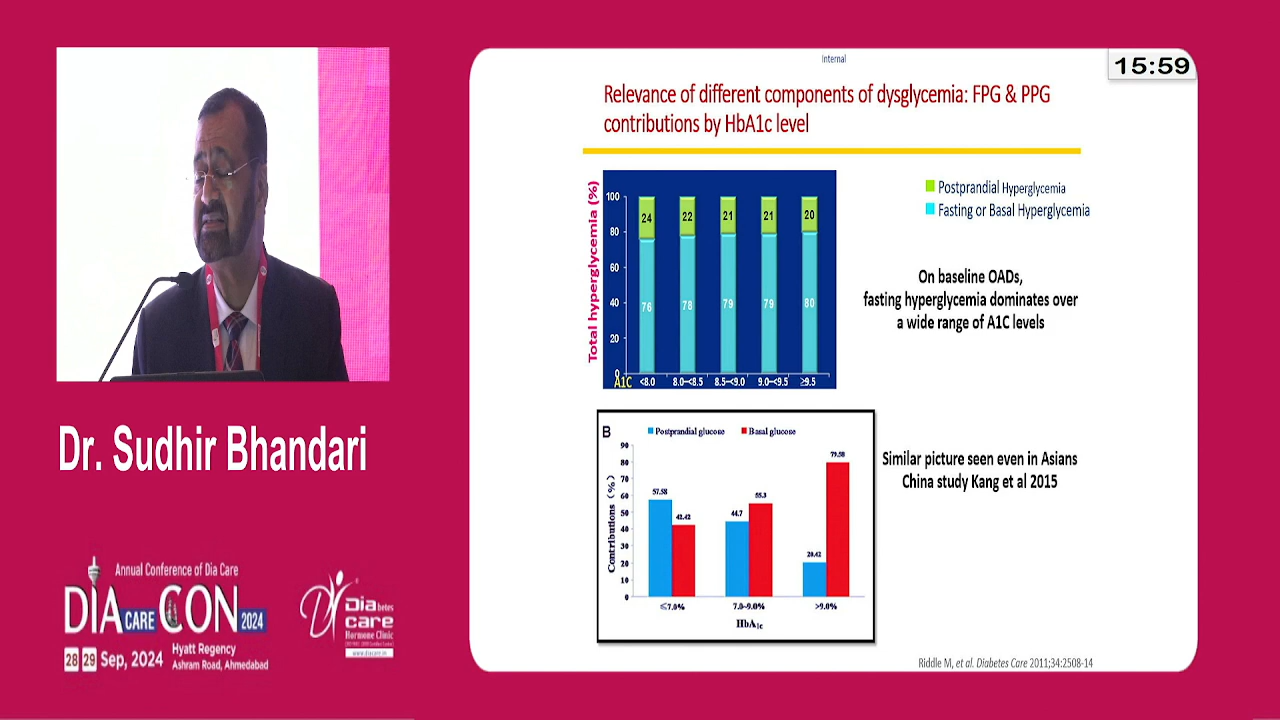 Internal
15:59
Relevance of different components of dysglycemia: FPG & PPG
contributions by HbA1c level
Total hyperglycemia (%)
100
80
60
40
20
0
24
22
21
21
20
76
78
79
79
80
A1C
<8.0
8.0–<8.5
8.5–<9.0
9.0–<9.5
≥9.5
Postprandial Hyperglycemia
Fasting or Basal Hyperglycemia
On baseline OADs,
fasting hyperglycemia dominates over
a wide range of A1C levels
B
Postprandial glucose
Basal glucose
Contributions (%)
90
80
70
60
50
40
30
20
10
0
57.58
42.42
44.7
55.3
20.42
79.58
≤7.0%
7.0–9.0%
>9.0%
HbA1c
Similar picture seen even in Asians
China study Kang et al 2015
Riddle M, et al. Diabetes Care 2011;34:2508-14
Dr. Sudhir Bhandari
Annual Conference of Dia Care
DIA CARE CON 2024
28 29 Sep, 2024
Hyatt Regency
Ashram Road, Ahmedabad
Diabetes
care
Hormone Clinic
www.diacare.in